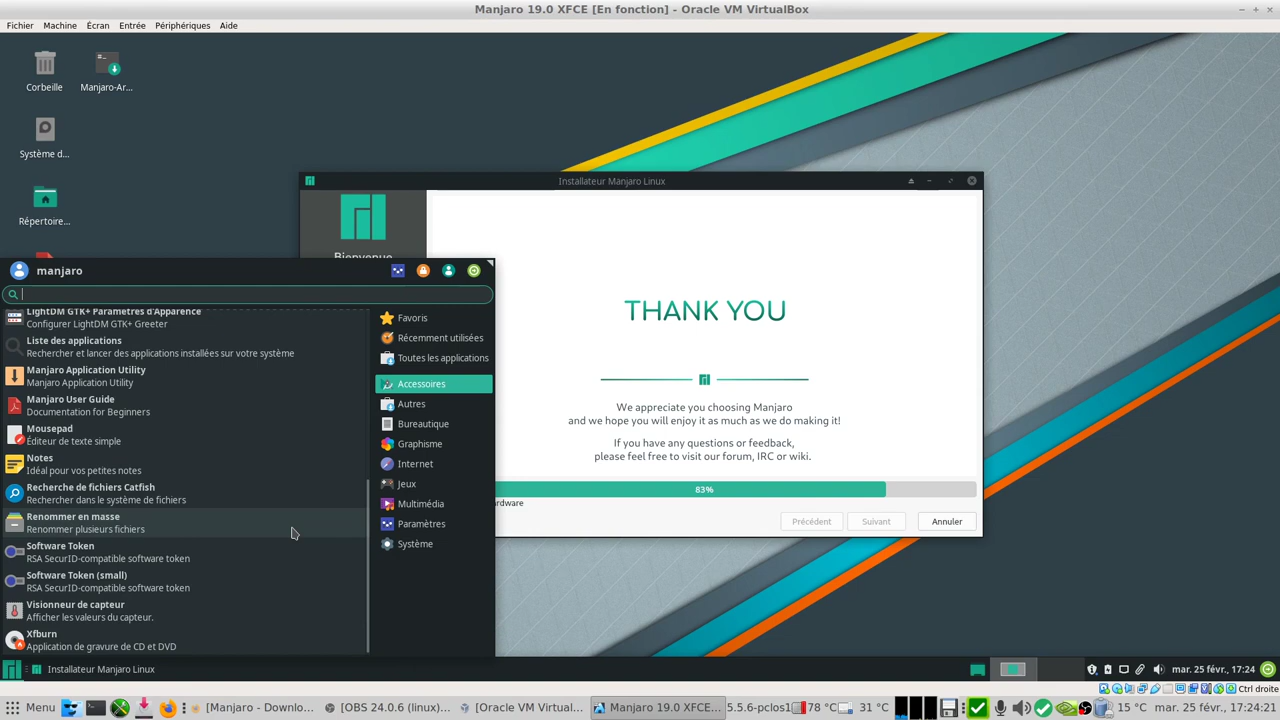 Manjaro 19.0 XFCE [En fonction] - Oracle VM VirtualBox
Fichier Machine Écran Entrée Périphériques Aide
Corbeille
Manjaro-Ar...
Système d...
Répertoire...
Installateur Manjaro Linux
Bienvenue
THANK YOU
We appreciate you choosing Manjaro
and we hope you will enjoy it as much as we do making it!
If you have any questions or feedback,
please feel free to visit our forum, IRC or wiki.
83%
rdware
Précédent
Suivant
Annuler
manjaro
LightDM GTK+ Paramètres d'Apparence
Configurer LightDM GTK+ Greeter
Liste des applications
Rechercher et lancer des applications installées sur votre système
Manjaro Application Utility
Manjaro Application Utility
Manjaro User Guide
Documentation for Beginners
Mousepad
Éditeur de texte simple
Notes
Idéal pour vos petites notes
Recherche de fichiers Catfish
Rechercher dans le système de fichiers
Renommer en masse
Renommer plusieurs fichiers
Software Token
RSA SecurID-compatible software token
Software Token (small)
RSA SecurID-compatible software token
Visionneur de capteur
Afficher les valeurs du capteur.
Xfburn
Application de gravure de CD et DVD
Favoris
Récemment utilisées
Toutes les applications
Accessoires
Autres
Bureautique
Graphisme
Internet
Jeux
Multimédia
Paramètres
Système
Installateur Manjaro Linux
mar. 25 févr., 17:24
Ctrl droite
Menu
[Manjaro - Downlo...
[OBS 24.0.0 (linux)...
[Oracle VM Virtual...
Manjaro 19.0 XFCE...
5.5.6-pclos1
78 °C
31 °C
15 °C
mar. 25 févr., 17:24:21